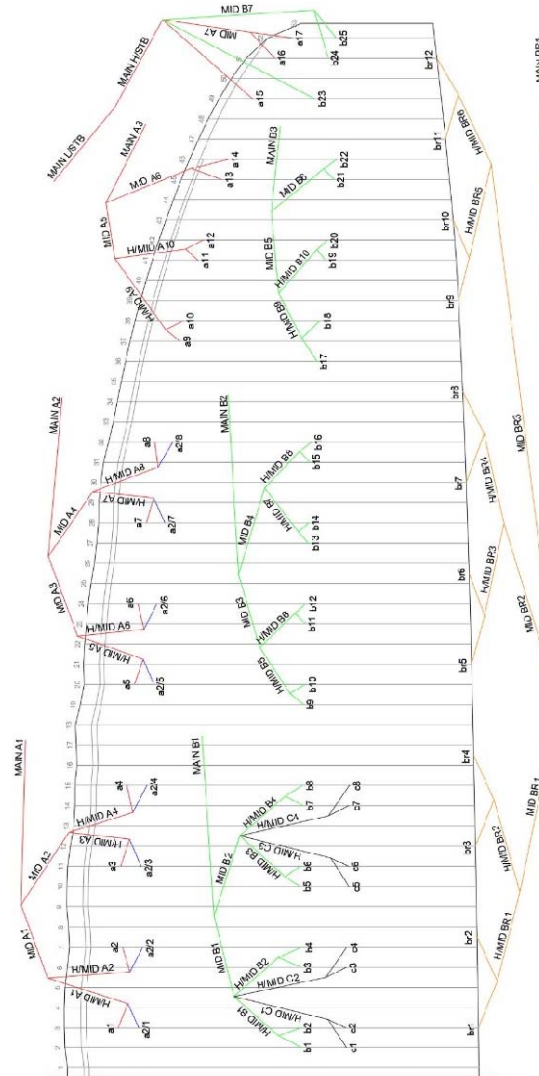 MAIN U/STB
MAIN H/STB
MID B7
MID A7
a17
a16
a15
b25
b24
b23
MAIN A3
MID A6
MID A5
a14
a13
H/MID A10
a12
a11
H/MID A9
a10
a9
MAIN B3
MID B6
b22
b21
MID B5
H/MID B10
b20
b19
H/MID B9
b18
b17
MAIN A2
MID A4
H/MID A8
a8
a2/8
H/MID A7
a7
a2/7
MID A3
H/MID A6
a6
a2/6
H/MID A5
a5
a2/5
MAIN B2
MID B4
b16
b15
b14
b13
MID B3
b12
b11
H/MID B5
b10
b9
MAIN A1
MID A2
H/MID A4
a4
a2/4
H/MID A3
a3
a2/3
MID A1
H/MID A2
a2
a2/2
H/MID A1
a1
a2/1
MAIN B1
MID B2
H/MID B4
b8
b7
H/MID C4
c8
c7
H/MID B3
b6
b5
H/MID C3
c6
c5
MID B1
H/MID B2
b4
b3
H/MID C2
c4
c3
H/MID B1
b2
b1
H/MID C1
c2
c1
br12
br11
H/MID BR6
br10
H/MID BR5
br9
br8
br7
H/MID BR4
MID BR3
br6
H/MID BR3
br5
MID BR2
br4
br3
H/MID BR2
MID BR1
br2
H/MID BR1
br1